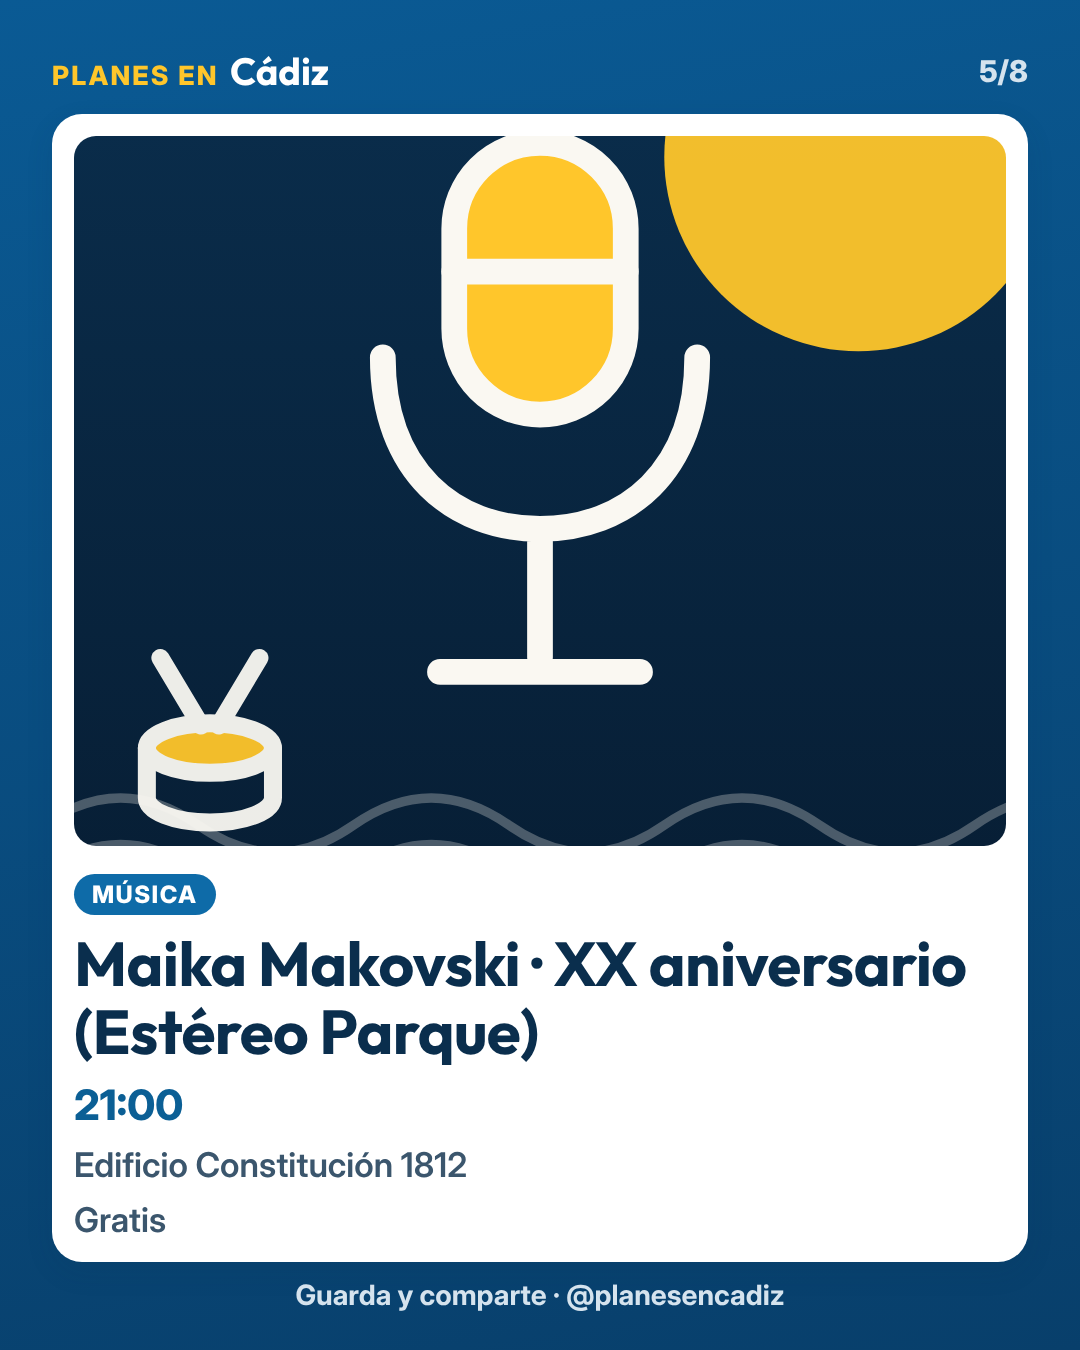 PLANES EN Cádiz
5/8
MÚSICA
Maika Makovski · XX aniversario
(Estéreo Parque)
21:00
Edificio Constitución 1812
Gratis
Guarda y comparte · @planesencadiz